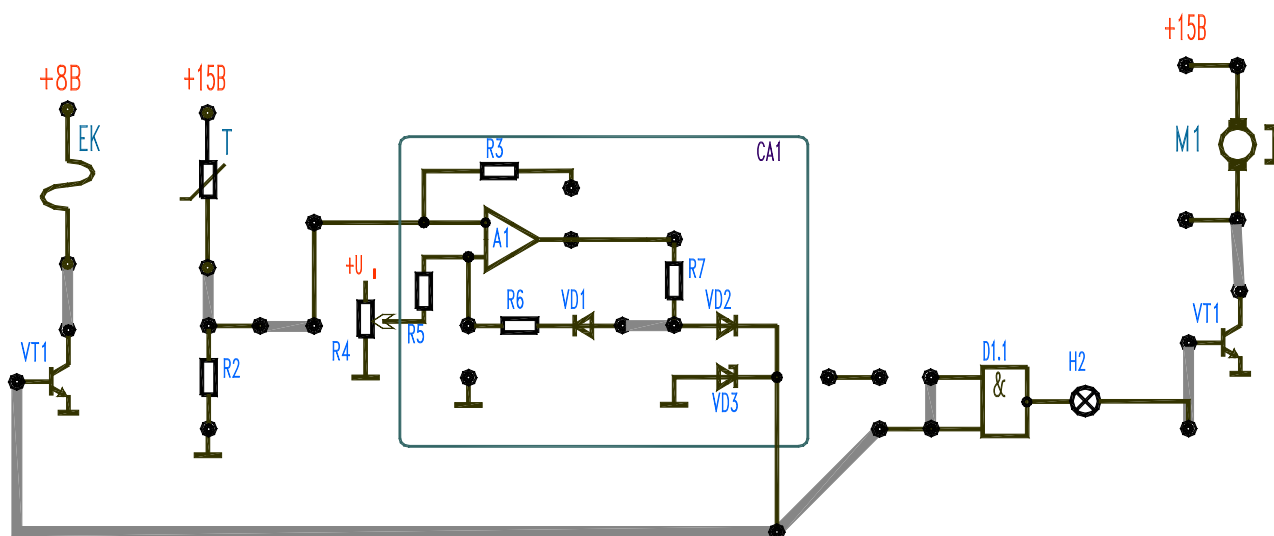 +15В
+8В
+15В
EK
T
M1
R3
CA1
A1
+U
R7
R6
VD1
VD2
R5
R4
VT1
R2
VD3
VT1
D1.1
H2
&